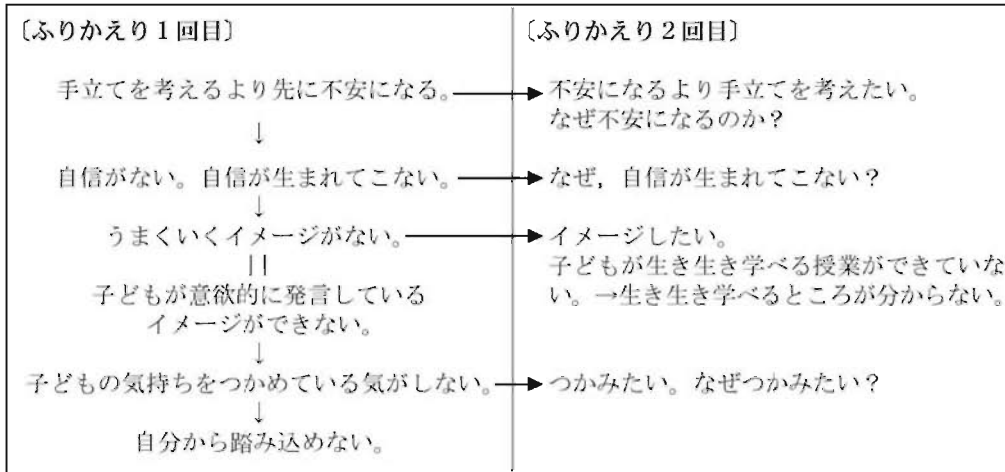 〔ふりかえり1回目〕
手立てを考えるより先に不安になる。
↓
自信がない。自信が生まれてこない。
↓
うまくいくイメージがない。
||
子どもが意欲的に発言している
イメージができない。
↓
子どもの気持ちをつかめている気がしない。
↓
自分から踏み込めない。
〔ふりかえり2回目〕
不安になるより手立てを考えたい。
なぜ不安になるのか?
なぜ,自信が生まれてこない?
イメージしたい。
子どもが生き生き学べる授業ができていな
い。→生き生き学べるところが分からない。
つかみたい。なぜつかみたい?